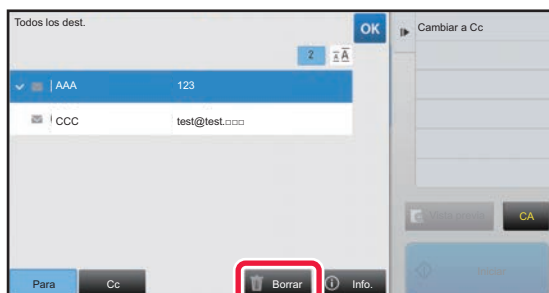 Todos los dest.
OK
Cambiar a Cc
2
AAA 123
CCC test@test.□□□
CA
Para Cc Borrar Info.